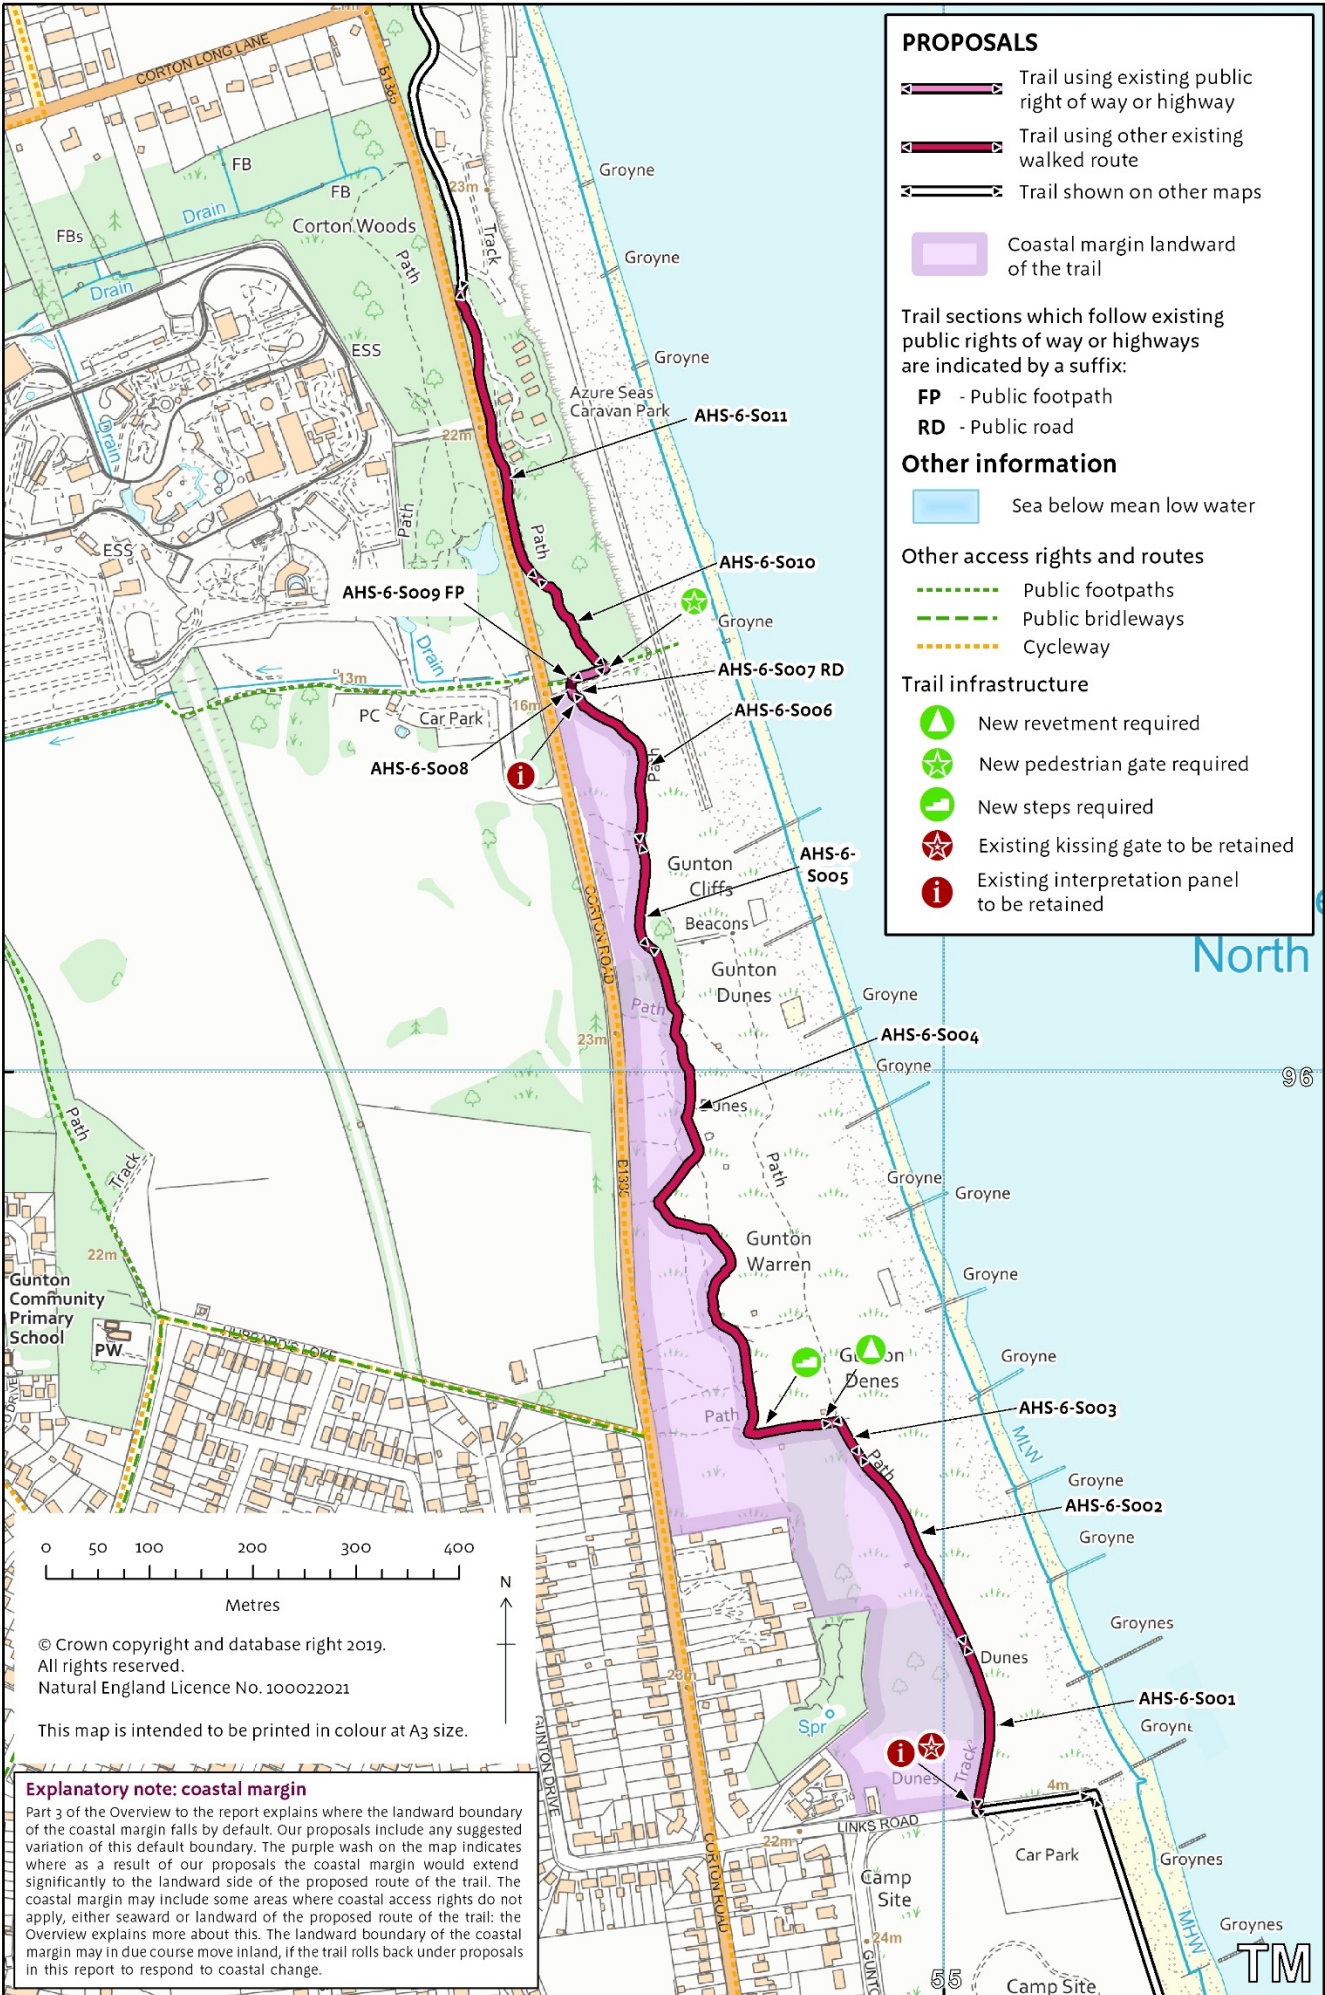 PROPOSALS
Trail using existing public
right of way or highway
Trail using other existing
walked route
Trail shown on other maps
Coastal margin landward
of the trail
Trail sections which follow existing
public rights of way or highways
are indicated by a suffix:
FP - Public footpath
RD - Public road
Other information
Sea below mean low water
Other access rights and routes
Public footpaths
Public bridleways
Cycleway
Trail infrastructure
New revetment required
New pedestrian gate required
New steps required
Existing kissing gate to be retained
Existing interpretation panel
to be retained
CORTON LONG LANE
FB
FB
Drain
FBs
Corton Woods
Drain
Path
23m
Track
Groyne
Groyne
Groyne
ESS
Azure Seas
Caravan Park
AHS-6-S011
22m
Drain
Path
ESS
Path
AHS-6-S010
AHS-6-S009 FP
Groyne
Drain
AHS-6-S007 RD
13m
16m
PC
Car Park
AHS-6-S006
AHS-6-S008
Path
Gunton
Cliffs
AHS-6-
S005
Beacons
CORTON ROAD
Gunton
Dunes
North
Path
Groyne
23m
AHS-6-S004
Groyne
96
Dunes
Path
Track
Path
B1385
Groyne
Groyne
Gunton
Warren
22m
Gunton
Community
Primary
School
PW
HUBBARD'S LOKE
Groyne
Groyne
Gunton
Denes
Path
AHS-6-S003
Path
MLW
Groyne
AHS-6-S002
Groyne
0 50 100 200 300 400
Metres
N
© Crown copyright and database right 2019.
All rights reserved.
Natural England Licence No. 100022021
This map is intended to be printed in colour at A3 size.
Groynes
Dunes
23m
AHS-6-S001
Groyne
Spr
GUNTON DRIVE
Dunes
Track
4m
LINKS ROAD
22m
CORTON ROAD
Car Park
Groynes
Camp
Site
24m
MHW
Groynes
55
TM
Camp Site
Explanatory note: coastal margin
Part 3 of the Overview to the report explains where the landward boundary
of the coastal margin falls by default. Our proposals include any suggested
variation of this default boundary. The purple wash on the map indicates
where as a result of our proposals the coastal margin would extend
significantly to the landward side of the proposed route of the trail. The
coastal margin may include some areas where coastal access rights do not
apply, either seaward or landward of the proposed route of the trail: the
Overview explains more about this. The landward boundary of the coastal
margin may in due course move inland, if the trail rolls back under proposals
in this report to respond to coastal change.